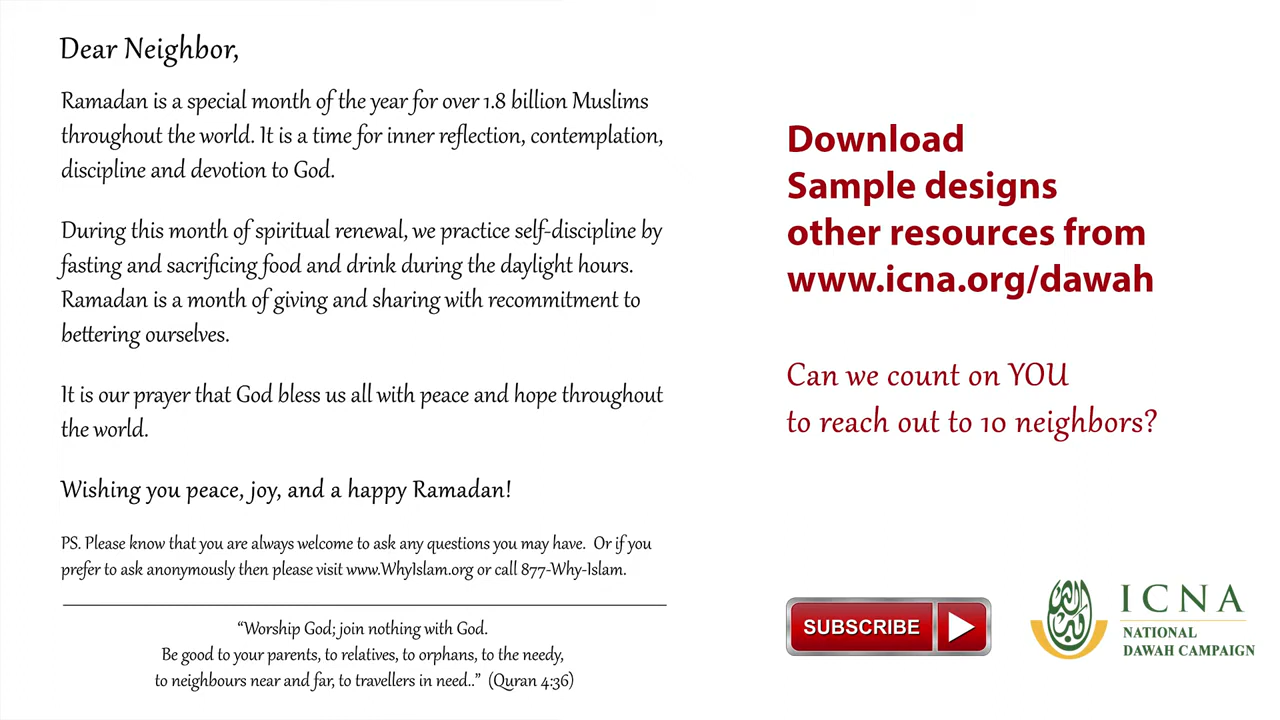 Dear Neighbor,
Ramadan is a special month of the year for over 1.8 billion Muslims
throughout the world. It is a time for inner reflection, contemplation,
discipline and devotion to God.
During this month of spiritual renewal, we practice self-discipline by
fasting and sacrificing food and drink during the daylight hours.
Ramadan is a month of giving and sharing with recommitment to
bettering ourselves.
It is our prayer that God bless us all with peace and hope throughout
the world.
Wishing you peace, joy, and a happy Ramadan!
PS. Please know that you are always welcome to ask any questions you may have. Or if you
prefer to ask anonymously then please visit www.WhyIslam.org or call 877-Why-Islam.
“Worship God; join nothing with God.
Be good to your parents, to relatives, to orphans, to the needy,
to neighbours near and far, to travellers in need..” (Quran 4:36)
Download
Sample designs
other resources from
www.icna.org/dawah
Can we count on YOU
to reach out to 10 neighbors?
SUBSCRIBE
ICNA
NATIONAL
DAWAH CAMPAIGN